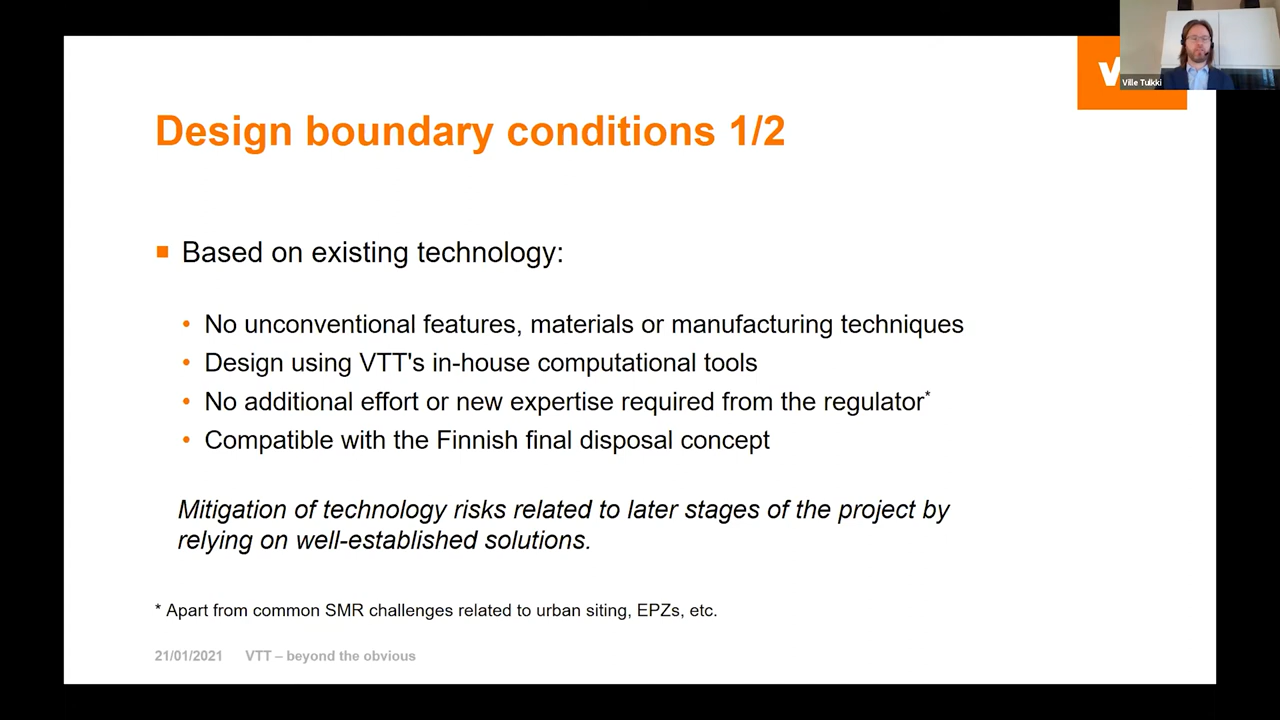 Ville Tulkki
Design boundary conditions 1/2
Based on existing technology:
No unconventional features, materials or manufacturing techniques
Design using VTT's in-house computational tools
No additional effort or new expertise required from the regulator*
Compatible with the Finnish final disposal concept
Mitigation of technology risks related to later stages of the project by
relying on well-established solutions.
* Apart from common SMR challenges related to urban siting, EPZs, etc.
21/01/2021 VTT – beyond the obvious